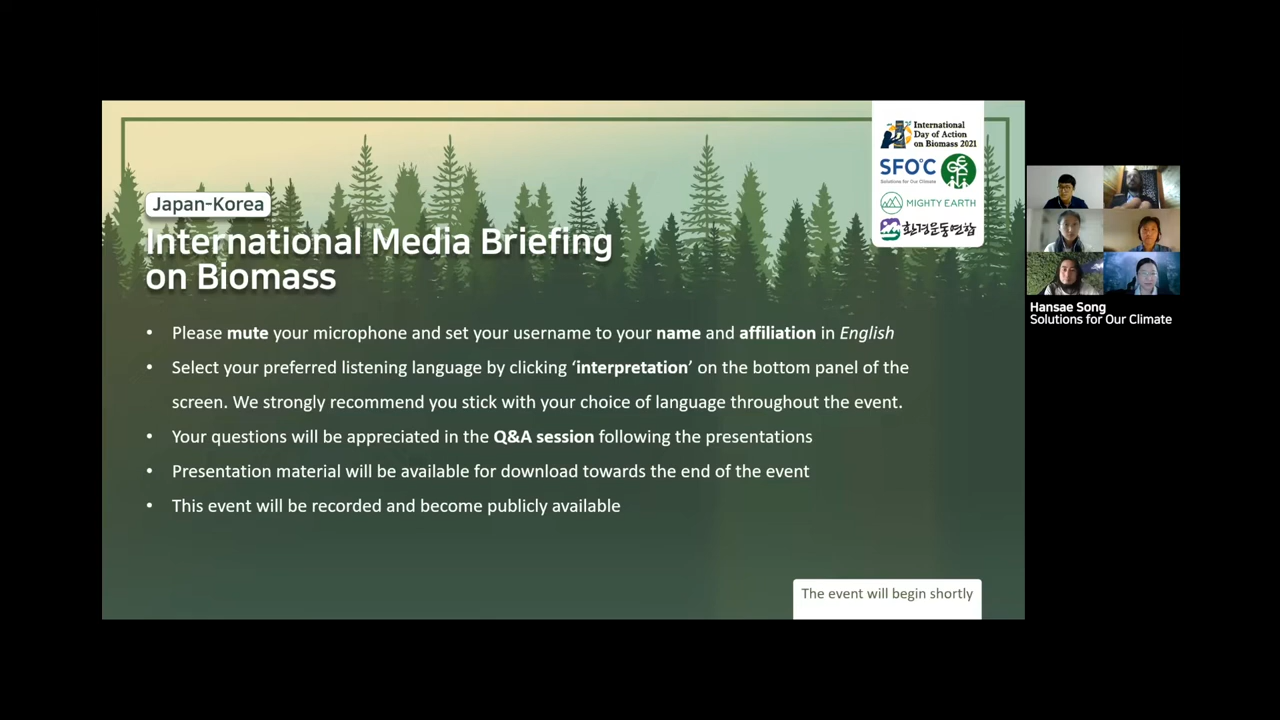 International
Day of Action
on Biomass 2021
SFOC
Solutions for Our Climate
MIGHTY EARTH
환경운동연합
Japan-Korea
International Media Briefing
on Biomass
• Please mute your microphone and set your username to your name and affiliation in English
• Select your preferred listening language by clicking ‘interpretation’ on the bottom panel of the
screen. We strongly recommend you stick with your choice of language throughout the event.
• Your questions will be appreciated in the Q&A session following the presentations
• Presentation material will be available for download towards the end of the event
• This event will be recorded and become publicly available
The event will begin shortly
Hansae Song
Solutions for Our Climate